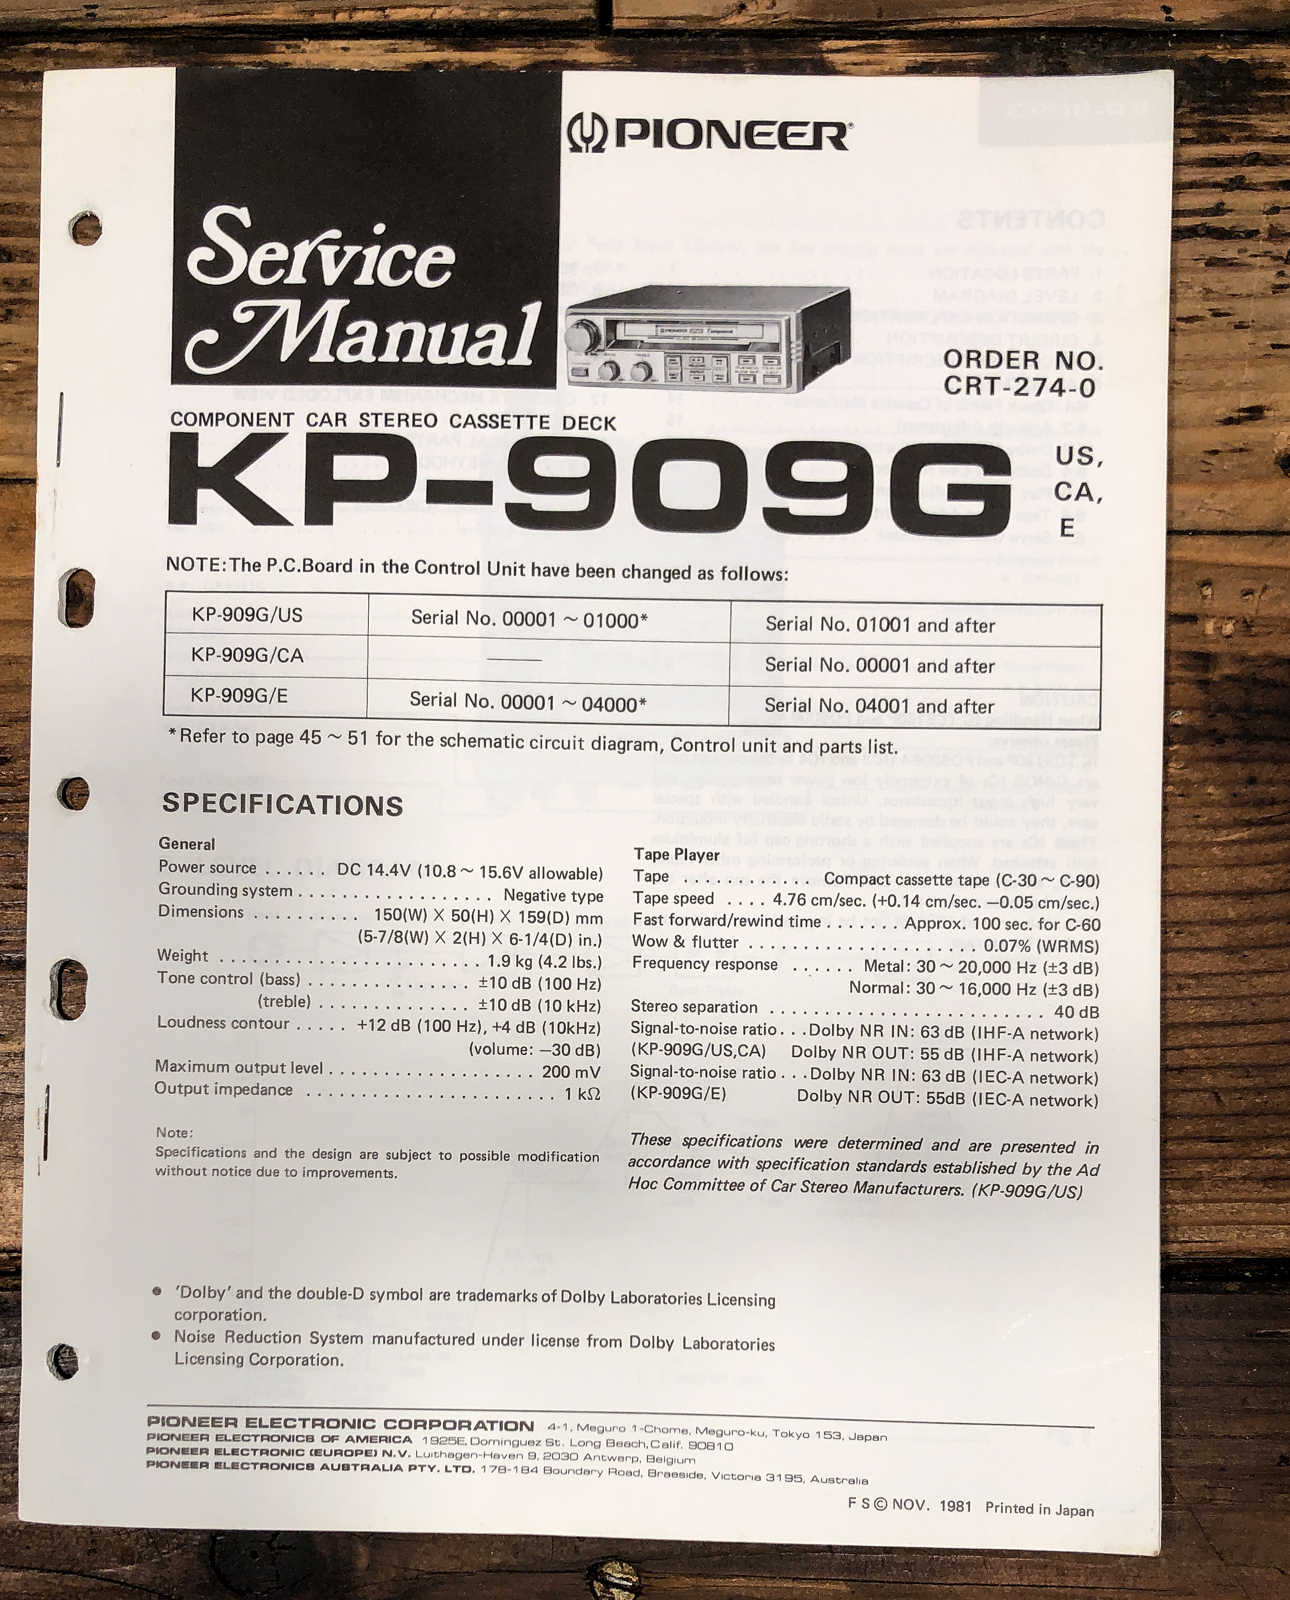 PIONEER®
Service
Manual
ORDER NO.
CRT-274-0
COMPONENT CAR STEREO CASSETTE DECK
KP-909G
US,
CA,
E
NOTE: The P.C.Board in the Control Unit have been changed as follows:
KP-909G/US Serial No. 00001 ~ 01000* Serial No. 01001 and after
KP-909G/CA —— Serial No. 00001 and after
KP-909G/E Serial No. 00001 ~ 04000* Serial No. 04001 and after
*Refer to page 45 ~ 51 for the schematic circuit diagram, Control unit and parts list.
SPECIFICATIONS
General
Power source . . . . . . DC 14.4V (10.8 ~ 15.6V allowable)
Grounding system . . . . . . . . . . . . . . . . . . Negative type
Dimensions . . . . . . . . . . . 150(W) X 50(H) X 159(D) mm
(5-7/8(W) X 2(H) X 6-1/4(D) in.)
Weight . . . . . . . . . . . . . . . . . . . . . . . . 1.9 kg (4.2 lbs.)
Tone control (bass) . . . . . . . . . . . . . . . ±10 dB (100 Hz)
(treble) . . . . . . . . . . . . . . ±10 dB (10 kHz)
Loudness contour . . . . . +12 dB (100 Hz), +4 dB (10kHz)
(volume: −30 dB)
Maximum output level . . . . . . . . . . . . . . . . . . . 200 mV
Output impedance . . . . . . . . . . . . . . . . . . . . . . . 1 kΩ
Note:
Specifications and the design are subject to possible modification
without notice due to improvements.
Tape Player
Tape . . . . . . . . . . . . Compact cassette tape (C-30 ~ C-90)
Tape speed . . . . 4.76 cm/sec. (+0.14 cm/sec. −0.05 cm/sec.)
Fast forward/rewind time . . . . . . . Approx. 100 sec. for C-60
Wow & flutter . . . . . . . . . . . . . . . . . . . . . 0.07% (WRMS)
Frequency response . . . . . . Metal: 30 ~ 20,000 Hz (±3 dB)
Normal: 30 ~ 16,000 Hz (±3 dB)
Stereo separation . . . . . . . . . . . . . . . . . . . . . . . . . 40 dB
Signal-to-noise ratio . . . Dolby NR IN: 63 dB (IHF-A network)
(KP-909G/US,CA) Dolby NR OUT: 55 dB (IHF-A network)
Signal-to-noise ratio . . . Dolby NR IN: 63 dB (IEC-A network)
(KP-909G/E) Dolby NR OUT: 55dB (IEC-A network)
These specifications were determined and are presented in
accordance with specification standards established by the Ad
Hoc Committee of Car Stereo Manufacturers. (KP-909G/US)
● 'Dolby' and the double-D symbol are trademarks of Dolby Laboratories Licensing
corporation.
● Noise Reduction System manufactured under license from Dolby Laboratories
Licensing Corporation.
PIONEER ELECTRONIC CORPORATION 4-1, Meguro 1-Chome, Meguro-ku, Tokyo 153, Japan
PIONEER ELECTRONICS OF AMERICA 1925E, Dominguez St. Long Beach, Calif. 90810
PIONEER ELECTRONIC (EUROPE) N.V. Luithagen-Haven 9, 2030 Antwerp, Belgium
PIONEER ELECTRONICS AUSTRALIA PTY. LTD. 178-184 Boundary Road, Braeside, Victoria 3195, Australia
F S © NOV. 1981 Printed in Japan